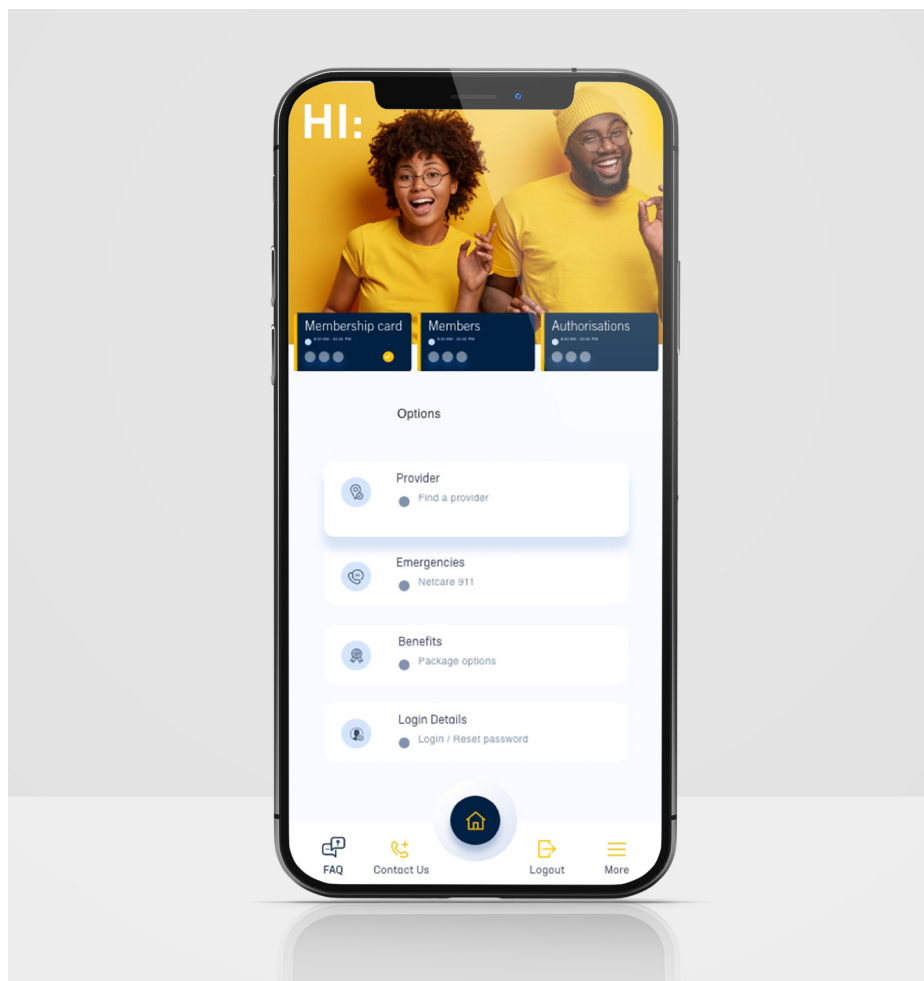 HI:
Membership card
Members
Authorisations
Options
Provider
Find a provider
Emergencies
Netcare 911
Benefits
Package options
Login Details
Login / Reset password
FAQ
Contact Us
Logout
More